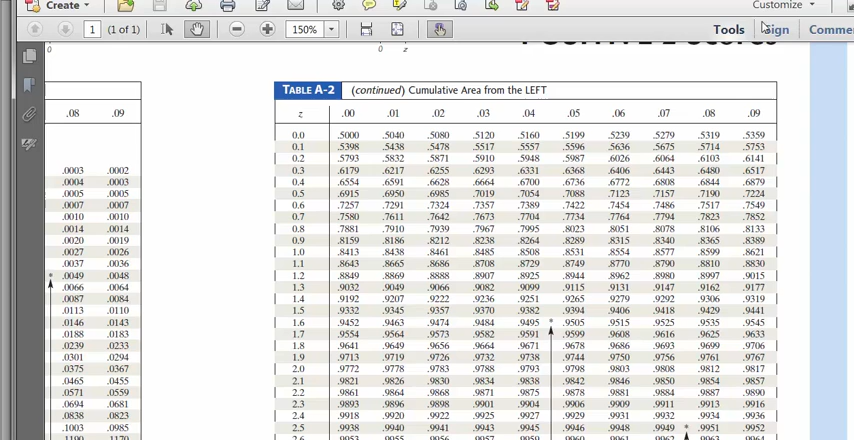 Create
Customize
1 (1 of 1) 150% Tools Sign Comme
0 z
0
TABLE A-2 (continued) Cumulative Area from the LEFT
.08 .09
.0003 .0002
.0004 .0003
.0005 .0005
.0007 .0007
.0010 .0010
.0014 .0014
.0020 .0019
.0027 .0026
.0037 .0036
* .0049 .0048
.0066 .0064
.0087 .0084
.0113 .0110
.0146 .0143
.0188 .0183
.0239 .0233
.0301 .0294
.0375 .0367
.0465 .0455
.0571 .0559
.0694 .0681
.0838 .0823
.1003 .0985
.1190 .1170
z .00 .01 .02 .03 .04 .05 .06 .07 .08 .09
0.0 .5000 .5040 .5080 .5120 .5160 .5199 .5239 .5279 .5319 .5359
0.1 .5398 .5438 .5478 .5517 .5557 .5596 .5636 .5675 .5714 .5753
0.2 .5793 .5832 .5871 .5910 .5948 .5987 .6026 .6064 .6103 .6141
0.3 .6179 .6217 .6255 .6293 .6331 .6368 .6406 .6443 .6480 .6517
0.4 .6554 .6591 .6628 .6664 .6700 .6736 .6772 .6808 .6844 .6879
0.5 .6915 .6950 .6985 .7019 .7054 .7088 .7123 .7157 .7190 .7224
0.6 .7257 .7291 .7324 .7357 .7389 .7422 .7454 .7486 .7517 .7549
0.7 .7580 .7611 .7642 .7673 .7704 .7734 .7764 .7794 .7823 .7852
0.8 .7881 .7910 .7939 .7967 .7995 .8023 .8051 .8078 .8106 .8133
0.9 .8159 .8186 .8212 .8238 .8264 .8289 .8315 .8340 .8365 .8389
1.0 .8413 .8438 .8461 .8485 .8508 .8531 .8554 .8577 .8599 .8621
1.1 .8643 .8665 .8686 .8708 .8729 .8749 .8770 .8790 .8810 .8830
1.2 .8849 .8869 .8888 .8907 .8925 .8944 .8962 .8980 .8997 .9015
1.3 .9032 .9049 .9066 .9082 .9099 .9115 .9131 .9147 .9162 .9177
1.4 .9192 .9207 .9222 .9236 .9251 .9265 .9279 .9292 .9306 .9319
1.5 .9332 .9345 .9357 .9370 .9382 .9394 .9406 .9418 .9429 .9441
1.6 .9452 .9463 .9474 .9484 .9495 * .9505 .9515 .9525 .9535 .9545
1.7 .9554 .9564 .9573 .9582 .9591 .9599 .9608 .9616 .9625 .9633
1.8 .9641 .9649 .9656 .9664 .9671 .9678 .9686 .9693 .9699 .9706
1.9 .9713 .9719 .9726 .9732 .9738 .9744 .9750 .9756 .9761 .9767
2.0 .9772 .9778 .9783 .9788 .9793 .9798 .9803 .9808 .9812 .9817
2.1 .9821 .9826 .9830 .9834 .9838 .9842 .9846 .9850 .9854 .9857
2.2 .9861 .9864 .9868 .9871 .9875 .9878 .9881 .9884 .9887 .9890
2.3 .9893 .9896 .9898 .9901 .9904 .9906 .9909 .9911 .9913 .9916
2.4 .9918 .9920 .9922 .9925 .9927 .9929 .9931 .9932 .9934 .9936
2.5 .9938 .9940 .9941 .9943 .9945 .9946 .9948 .9949 * .9951 .9952